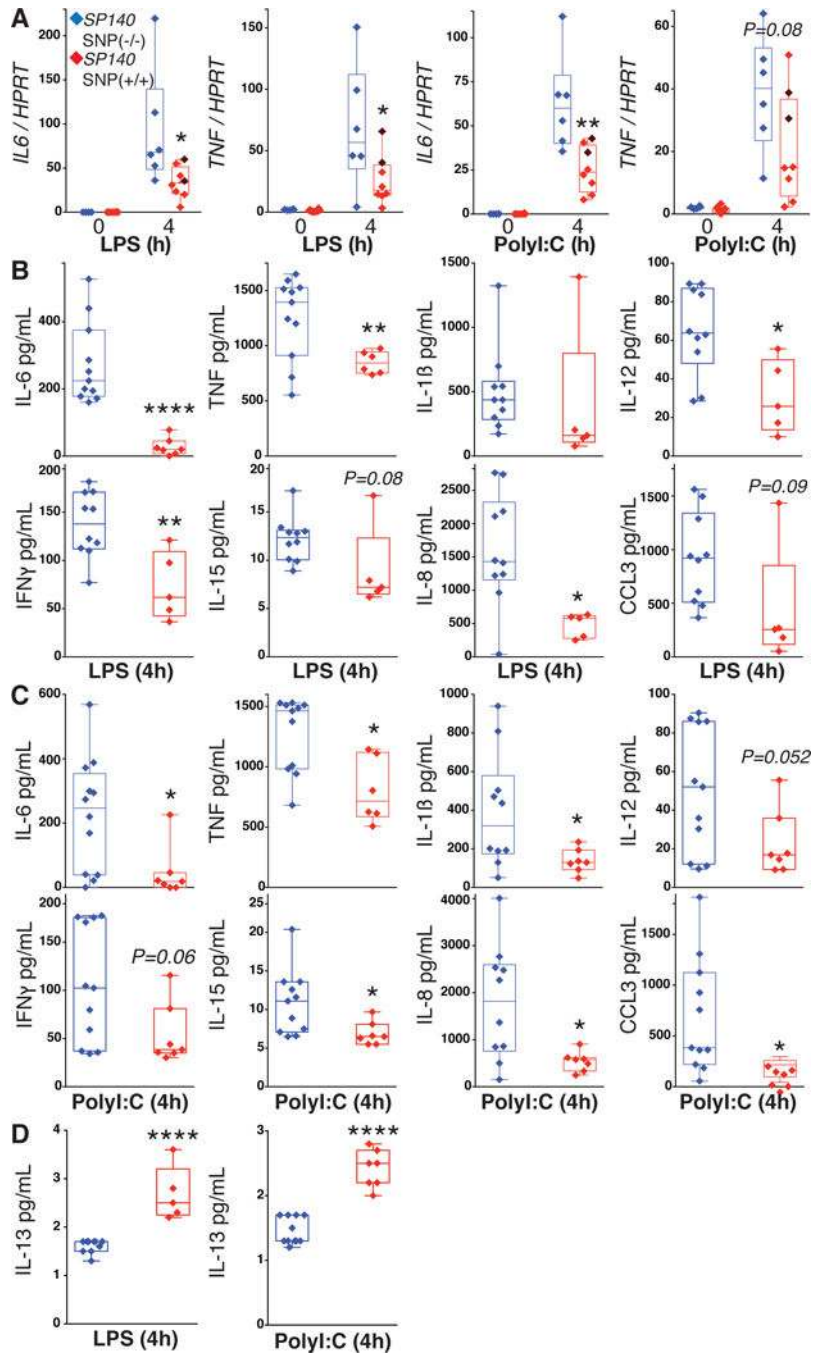 A
SP140
SNP(-/-)
SP140
SNP(+/+)
IL6 / HPRT
250
200
150
100
50
0
*
0 4
LPS (h)
TNF / HPRT
150
100
50
0
*
0 4
LPS (h)
IL6 / HPRT
100
75
50
25
0
**
0 4
PolyI:C (h)
TNF / HPRT
60
40
20
0
P=0.08
0 4
PolyI:C (h)
B
IL-6 pg/mL
600
400
200
0
****
TNF pg/mL
1500
1000
500
0
**
IL-1ß pg/mL
1500
1000
500
0
IL-12 pg/mL
100
80
60
40
20
0
*
IFNγ pg/mL
200
150
100
50
0
**
LPS (4h)
IL-15 pg/mL
20
15
10
5
0
P=0.08
LPS (4h)
IL-8 pg/mL
2500
2000
1500
1000
500
0
*
LPS (4h)
CCL3 pg/mL
1500
1000
500
0
P=0.09
LPS (4h)
C
IL-6 pg/mL
600
400
200
0
*
TNF pg/mL
1500
1000
500
0
*
IL-1ß pg/mL
1000
800
600
400
200
0
*
IL-12 pg/mL
100
80
60
40
20
0
P=0.052
IFNγ pg/mL
200
150
100
50
0
P=0.06
PolyI:C (4h)
IL-15 pg/mL
25
20
15
10
5
0
*
PolyI:C (4h)
IL-8 pg/mL
4000
3000
2000
1000
0
*
PolyI:C (4h)
CCL3 pg/mL
1500
1000
500
0
*
PolyI:C (4h)
D
IL-13 pg/mL
4
3
2
1
0
****
LPS (4h)
IL-13 pg/mL
3
2
1
0
****
PolyI:C (4h)